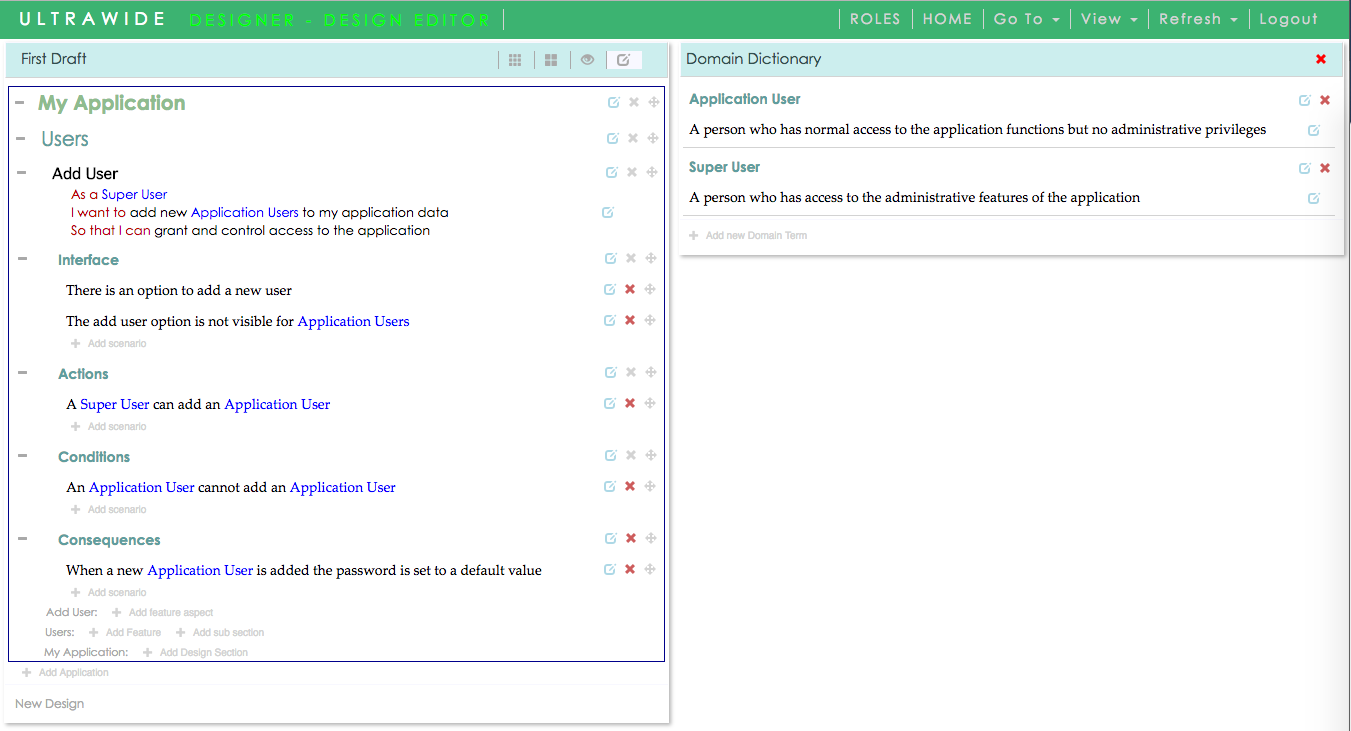 ULTRAWIDE DESIGNER - DESIGN EDITOR ROLES HOME Go To View Refresh Logout
First Draft
My Application
Users
Add User
As a Super User
I want to add new Application Users to my application data
So that I can grant and control access to the application
Interface
There is an option to add a new user
The add user option is not visible for Application Users
Add scenario
Actions
A Super User can add an Application User
Add scenario
Conditions
An Application User cannot add an Application User
Add scenario
Consequences
When a new Application User is added the password is set to a default value
Add scenario
Add User: Add feature aspect
Users: Add Feature Add sub section
My Application: Add Design Section
Add Application
New Design
Domain Dictionary
Application User
A person who has normal access to the application functions but no administrative privileges
Super User
A person who has access to the administrative features of the application
Add new Domain Term